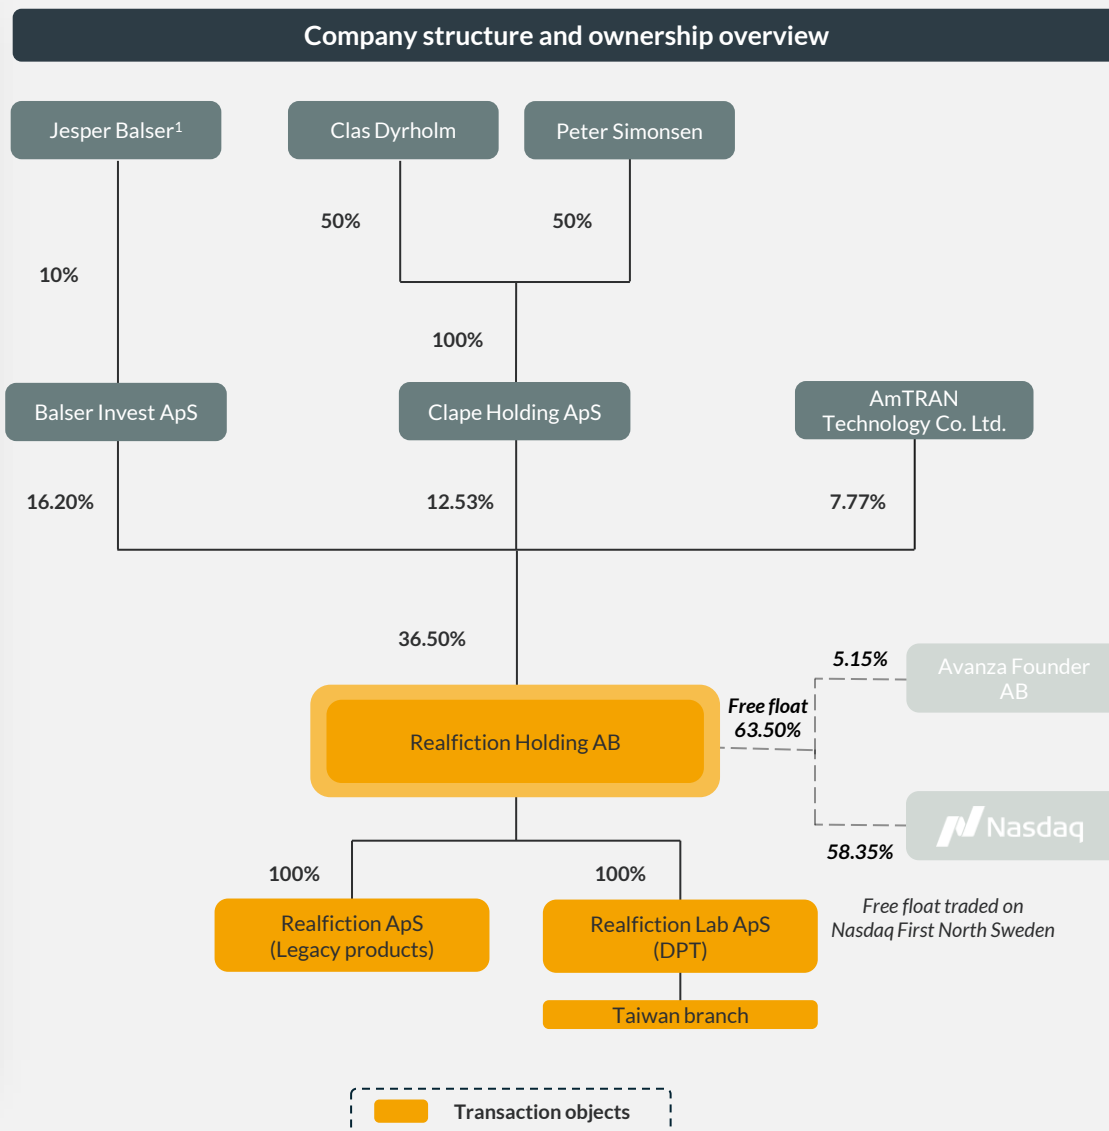 Company structure and ownership overview
Jesper Balser¹
Clas Dyrholm
Peter Simonsen
50%
50%
10%
100%
Balser Invest ApS
Clape Holding ApS
AmTRAN
Technology Co. Ltd.
16.20%
12.53%
7.77%
36.50%
5.15%
Avanza Founder
AB
Free float
63.50%
Realfiction Holding AB
Nasdaq
58.35%
100%
100%
Realfiction ApS
(Legacy products)
Realfiction Lab ApS
(DPT)
Free float traded on
Nasdaq First North Sweden
Taiwan branch
Transaction objects